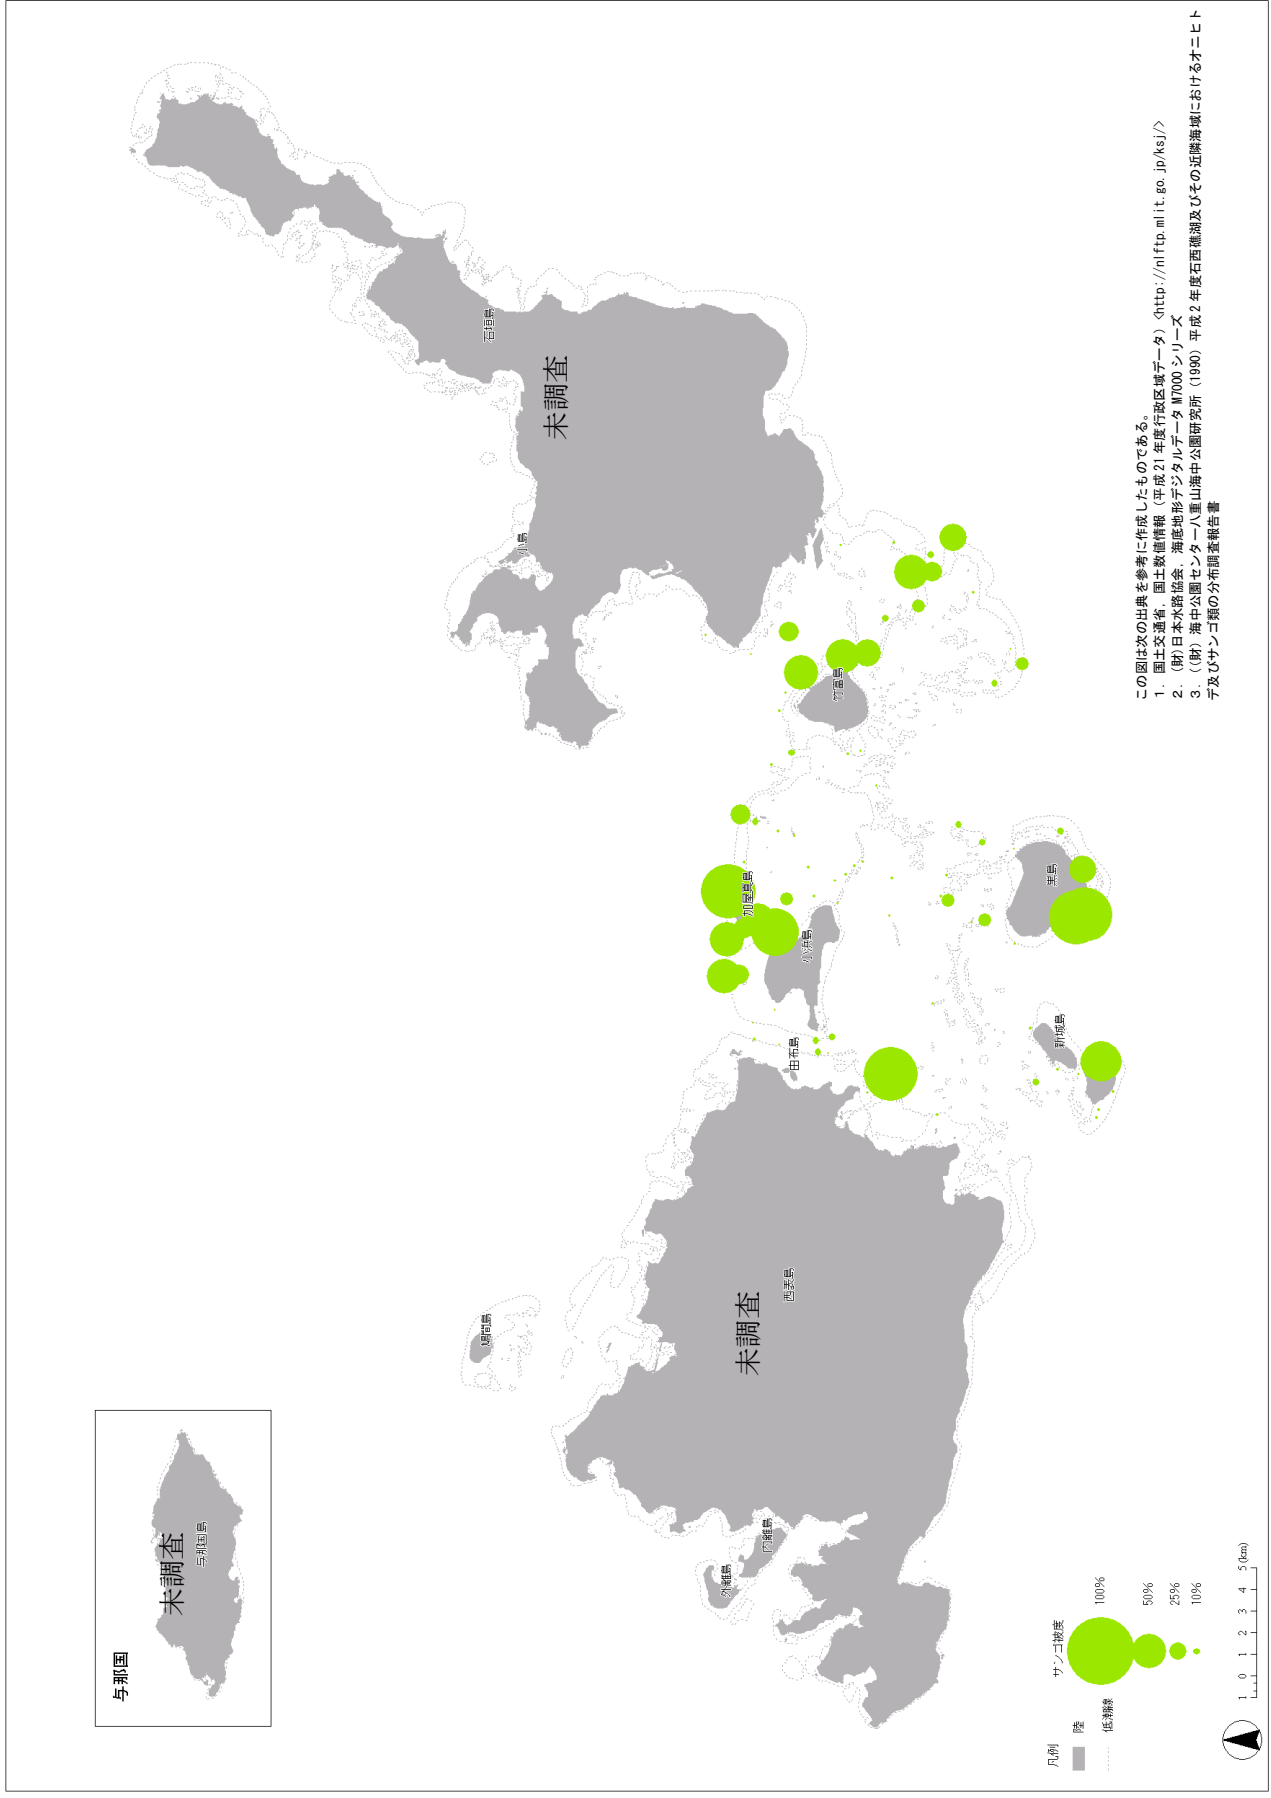 与那国
未調査
与那国島
鳩間島
外離島
内離島
未調査
西表島
由布島
小浜島
加屋真島
新城島
黒島
竹富島
小島
未調査
石垣島
この図は次の出典を参考に作成したものである。
1. 国土交通省, 国土数値情報 (平成21年度行政区域データ) <http://nlftp.mlit.go.jp/ksj/>
2. (財)日本水路協会, 海底地形デジタルデータ M7000 シリーズ
3. ((財) 海中公園センター八重山海中公園研究所 (1990) 平成2年度石西礁湖及びその近隣海域におけるオニヒト
デ及びサンゴ類の分布調査報告書
凡例
陸
低潮線
サンゴ被度
100%
50%
25%
10%
1 0 1 2 3 4 5 (km)